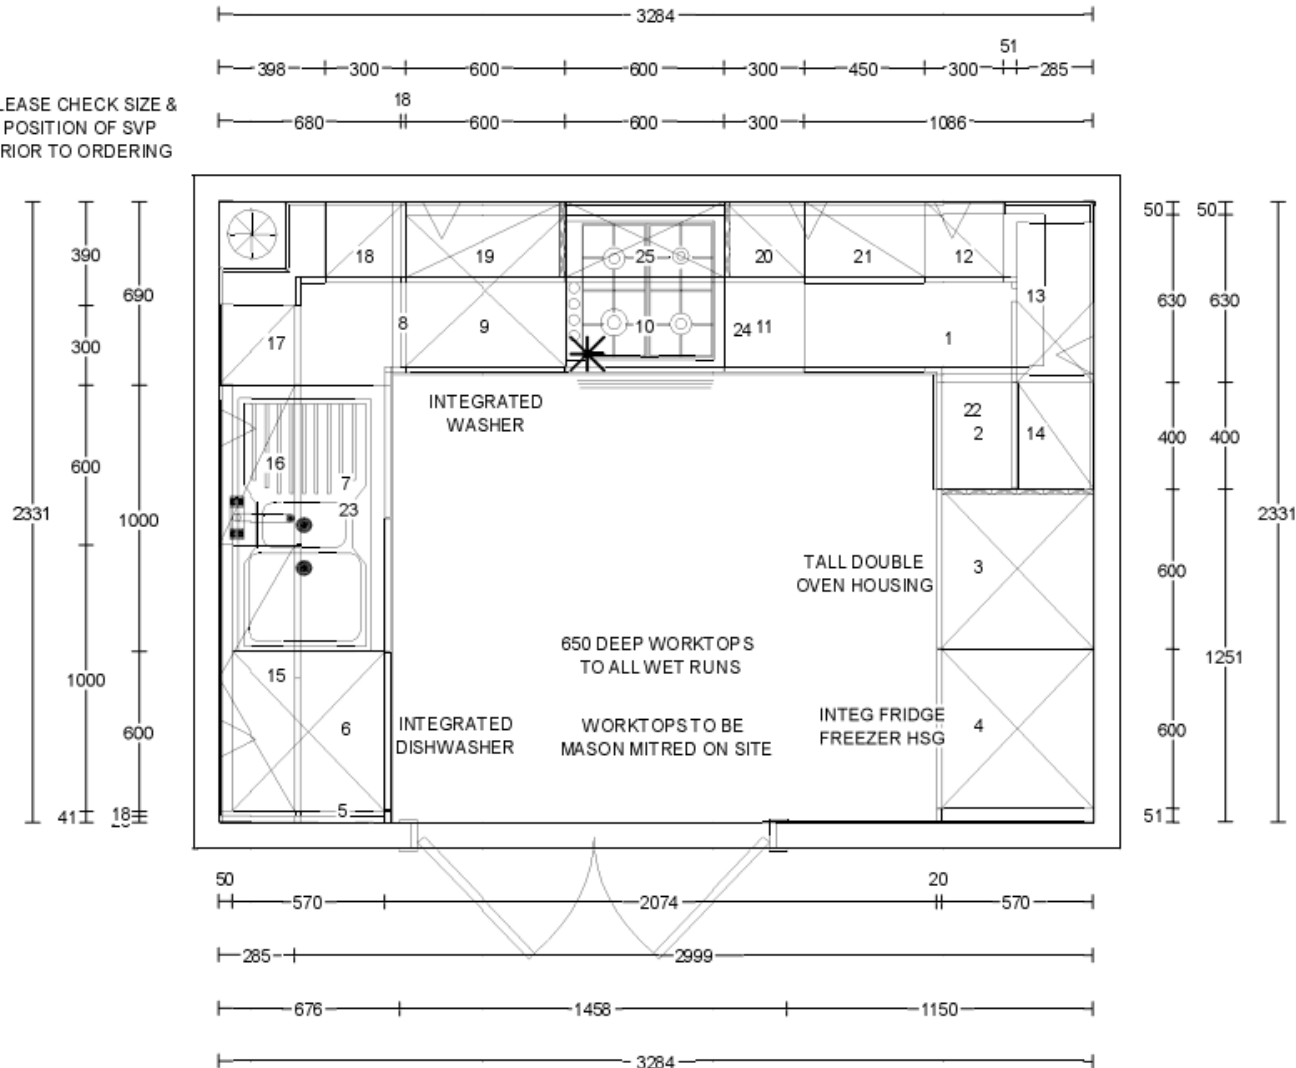 3284
51
398 300 600 600 300 450 300 285
18
680 600 600 300 1086
LEASE CHECK SIZE &
POSITION OF SVP
RIOR TO ORDERING
50 50
390 18 19 25 20 21 12
690 13 630 630
300 17 8 9 10 24 11 1
INTEGRATED
WASHER
22
2 14 400 400
600 16
7
2331 1000 23 2331
TALL DOUBLE
OVEN HOUSING
3 600
650 DEEP WORKTOPS
TO ALL WET RUNS
1251
1000 15
INTEGRATED
DISHWASHER
WORKTOPS TO BE
MASON MITRED ON SITE
INTEG FRIDGE
FREEZER HSG
600 6 4 600
41 18 5 51
50 20
570 2074 570
285 2999
676 1458 1150
3284